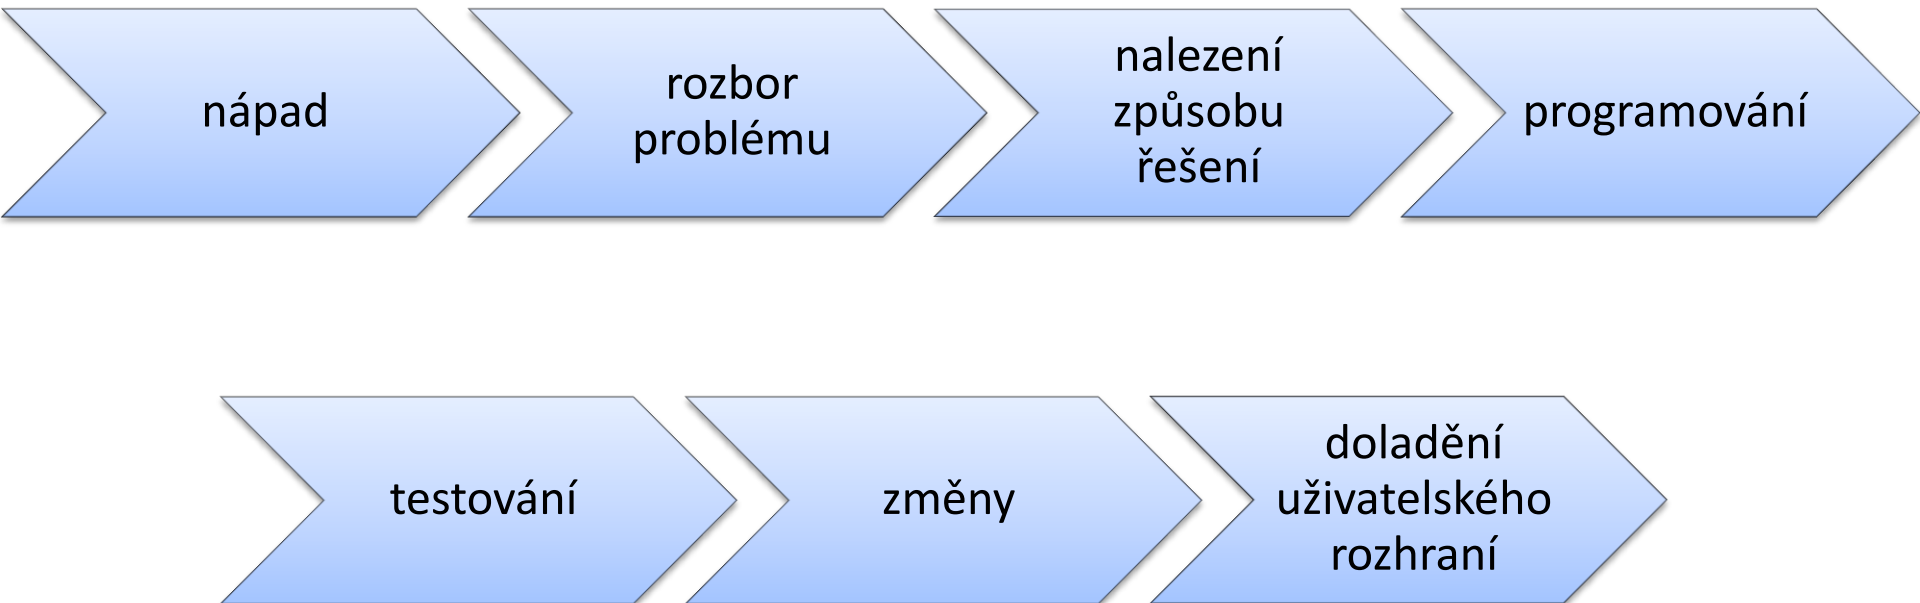 nápad
rozbor
problému
nalezení
způsobu
řešení
programování
testování
změny
doladění
uživatelského
rozhraní